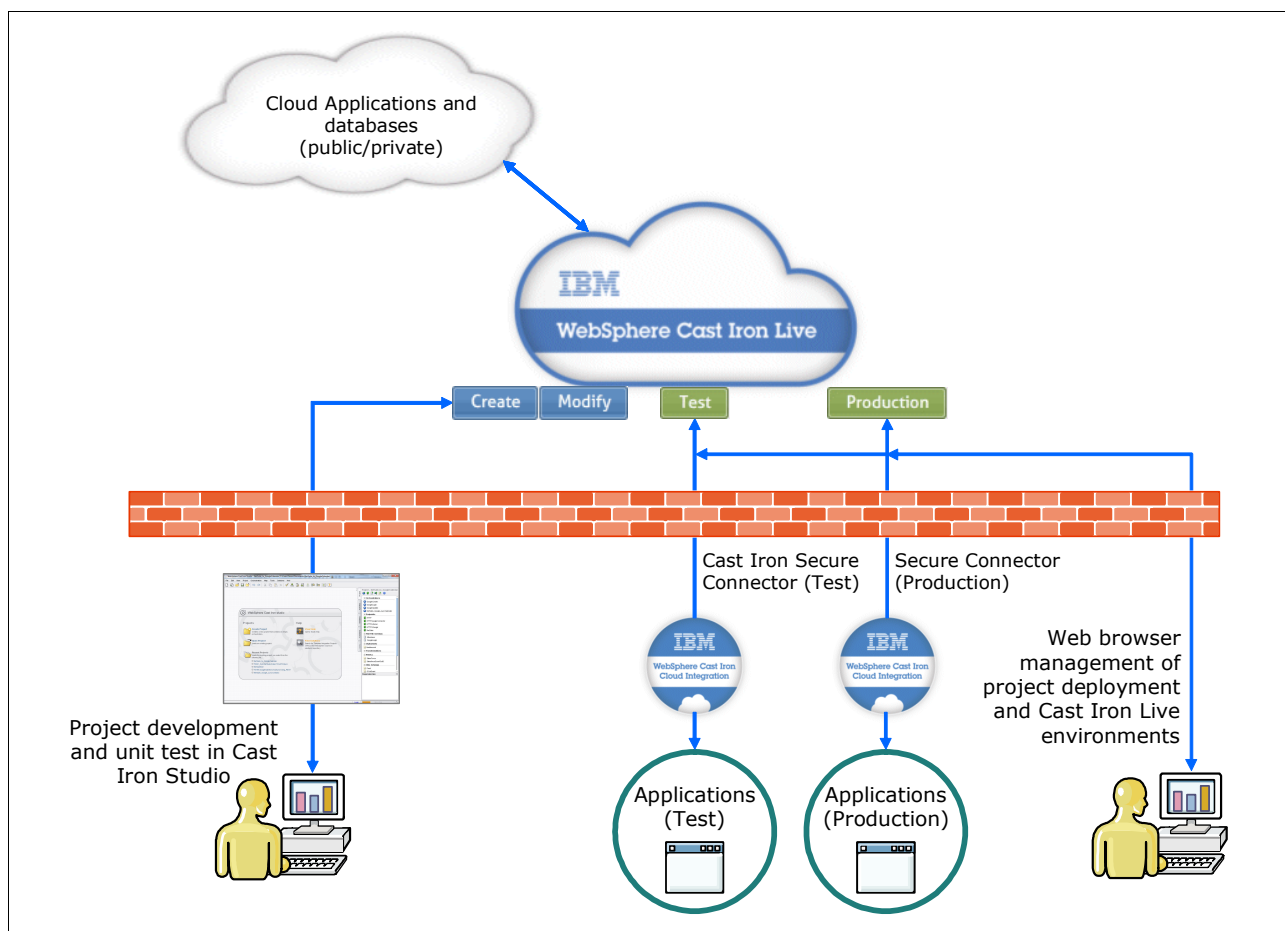 Cloud Applications and
databases
(public/private)
IBM
WebSphere Cast Iron Live
Create
Modify
Test
Production
Cast Iron Secure
Connector (Test)
Secure Connector
(Production)
IBM
WebSphere Cast Iron
Cloud Integration
IBM
WebSphere Cast Iron
Cloud Integration
Project development
and unit test in Cast
Iron Studio
Web browser
management of
project deployment
and Cast Iron Live
environments
Applications
(Test)
Applications
(Production)